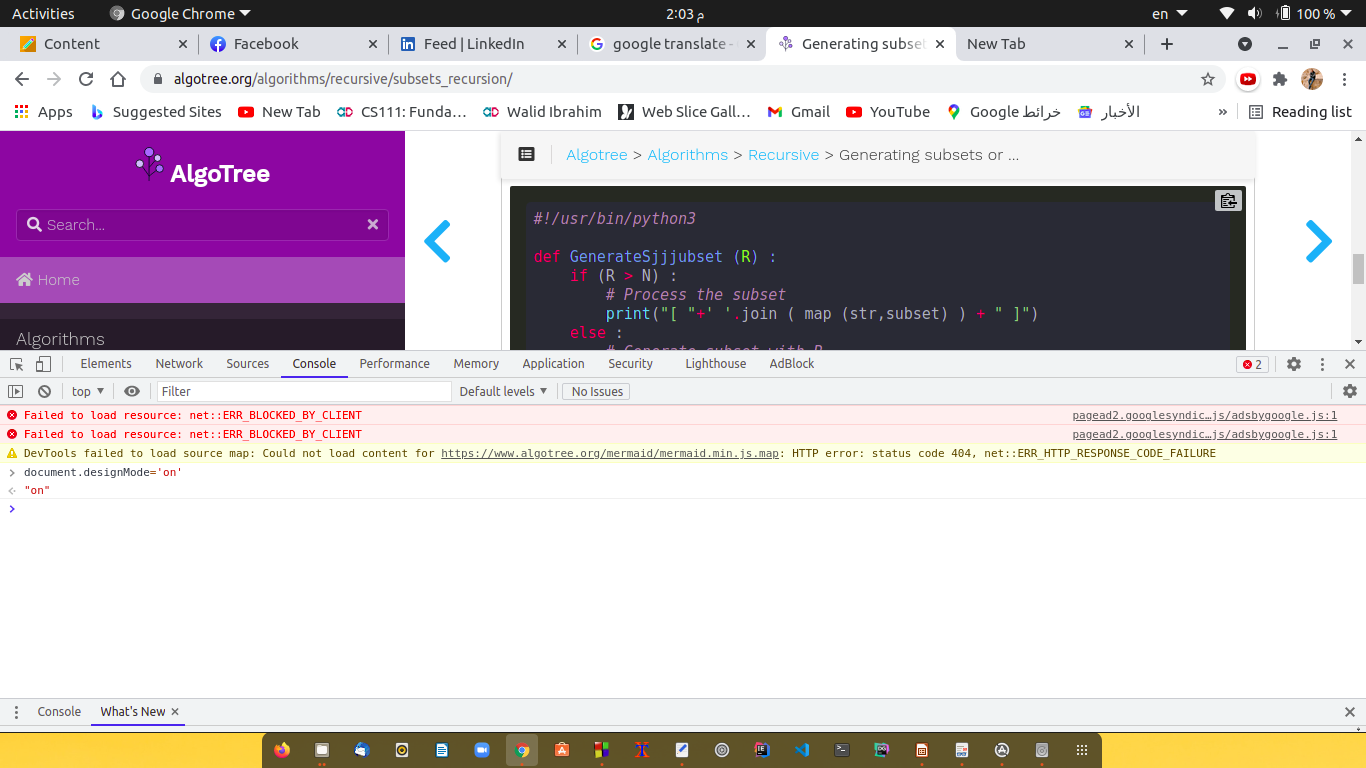 Activities Google Chrome 2:03 م en 100 %
Content Facebook Feed | LinkedIn google translate - Generating subse New Tab
algotree.org/algorithms/recursive/subsets_recursion/
Apps Suggested Sites New Tab CS111: Funda… Walid Ibrahim Web Slice Gall… Gmail YouTube خرائط Google الأخبار » Reading list
AlgoTree
Search...
Home
Algorithms
Algotree > Algorithms > Recursive > Generating subsets or ...
#!/usr/bin/python3
def GenerateSjjjubset (R) :
if (R > N) :
# Process the subset
print("[ "+' '.join ( map (str,subset) ) + " ]")
else :
# Generate subset with R
Elements Network Sources Console Performance Memory Application Security Lighthouse AdBlock 2
top Filter Default levels No Issues
Failed to load resource: net::ERR_BLOCKED_BY_CLIENT pagead2.googlesyndic…js/adsbygoogle.js:1
Failed to load resource: net::ERR_BLOCKED_BY_CLIENT pagead2.googlesyndic…js/adsbygoogle.js:1
DevTools failed to load source map: Could not load content for https://www.algotree.org/mermaid/mermaid.min.js.map: HTTP error: status code 404, net::ERR_HTTP_RESPONSE_CODE_FAILURE
document.designMode='on'
"on"
Console What's New